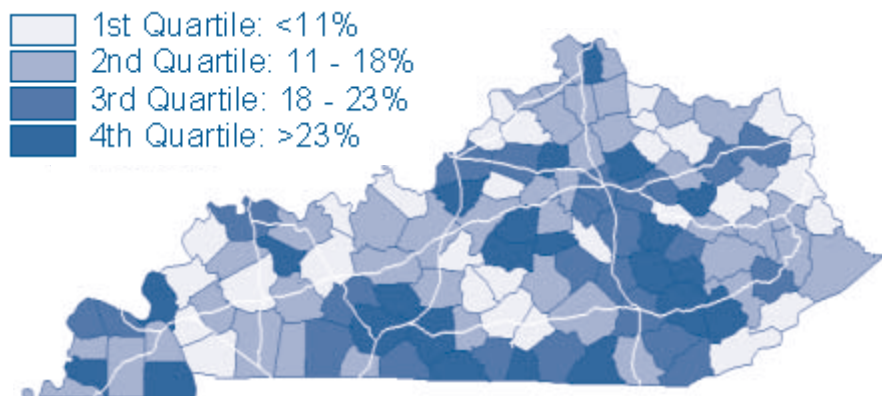 1st Quartile: <11%
2nd Quartile: 11 - 18%
3rd Quartile: 18 - 23%
4th Quartile: >23%